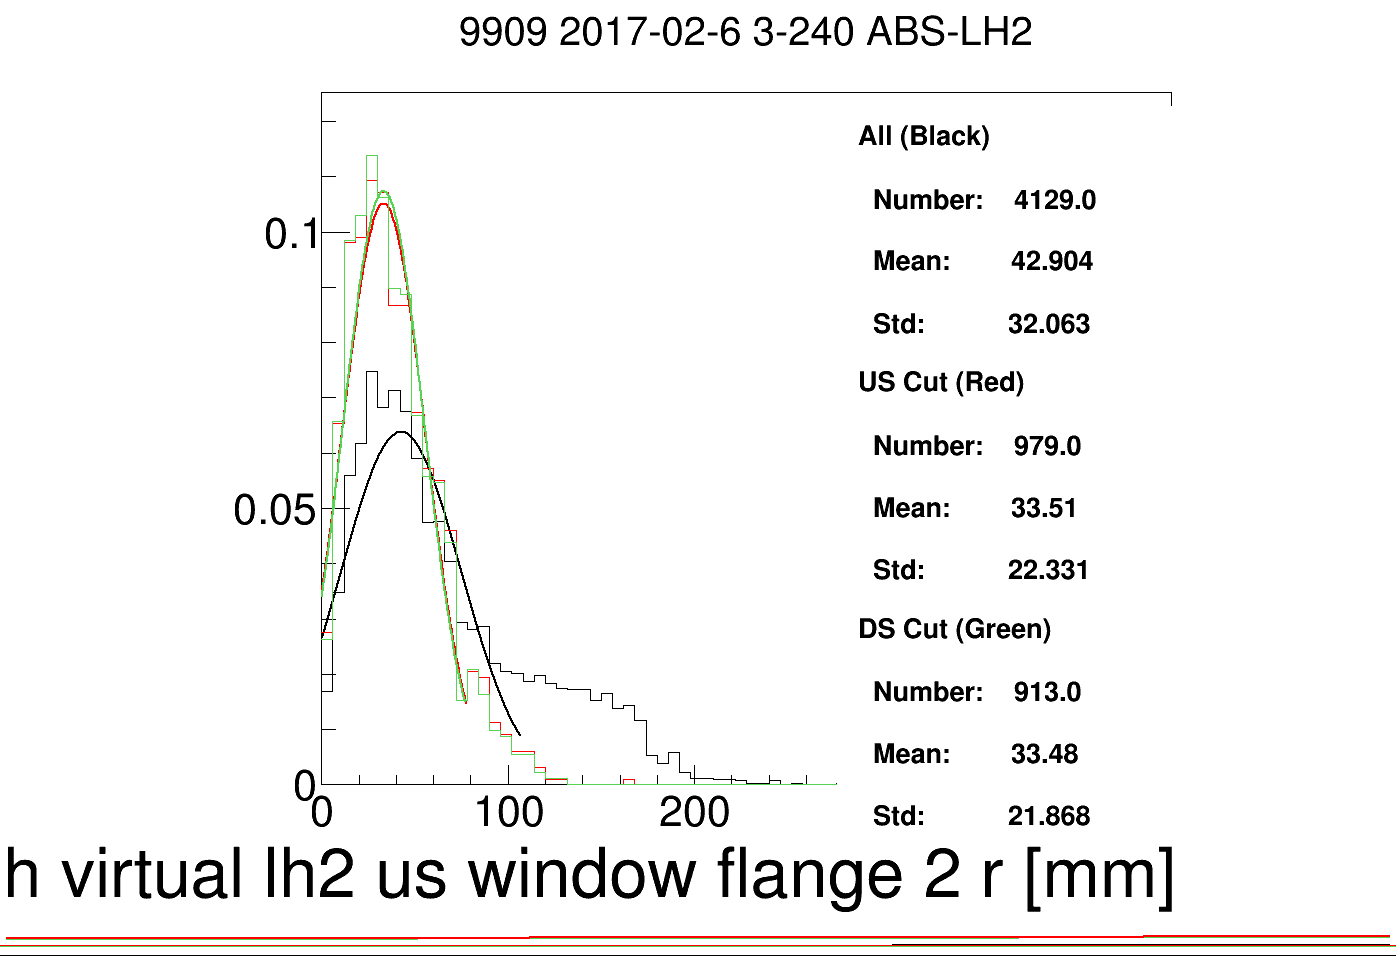 9909 2017-02-6 3-240 ABS-LH2
All (Black)
Number: 4129.0
Mean: 42.904
Std: 32.063
US Cut (Red)
Number: 979.0
Mean: 33.51
Std: 22.331
DS Cut (Green)
Number: 913.0
Mean: 33.48
Std: 21.868
0.1
0.05
0
0 100 200
h virtual lh2 us window flange 2 r [mm]